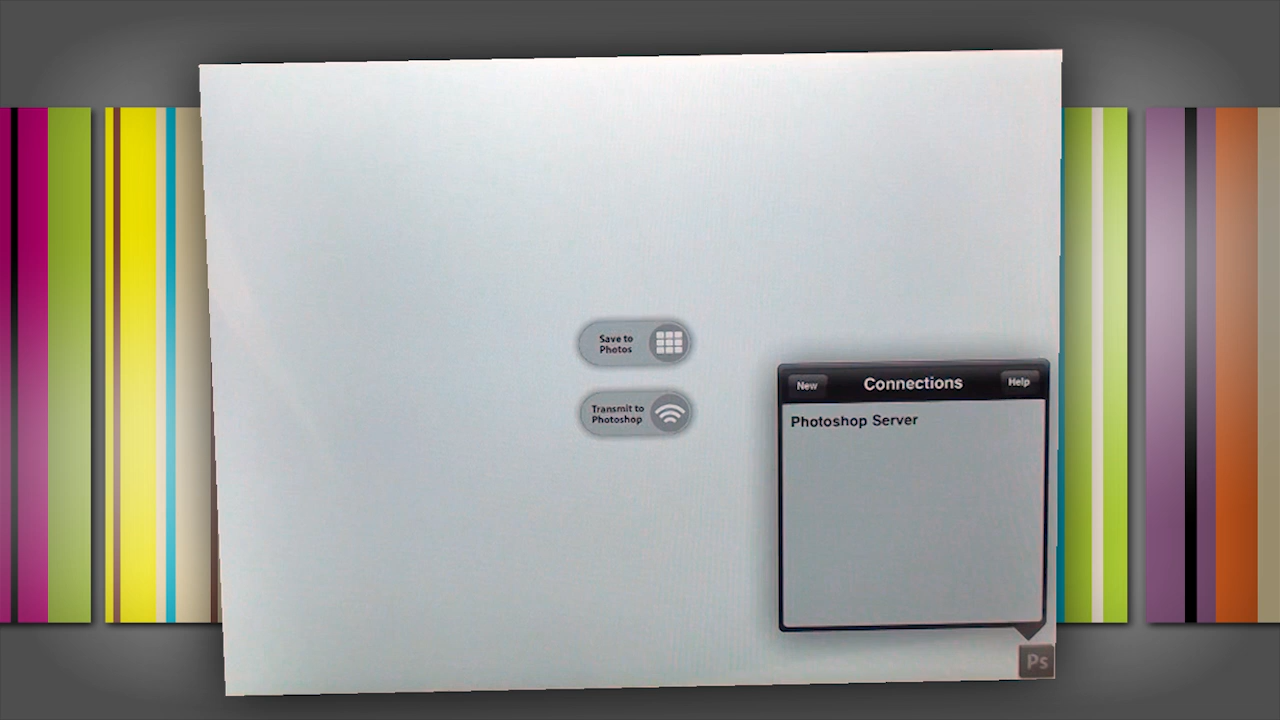 Save to
Photos
Transmit to
Photoshop
New
Connections
Help
Photoshop Server
Ps